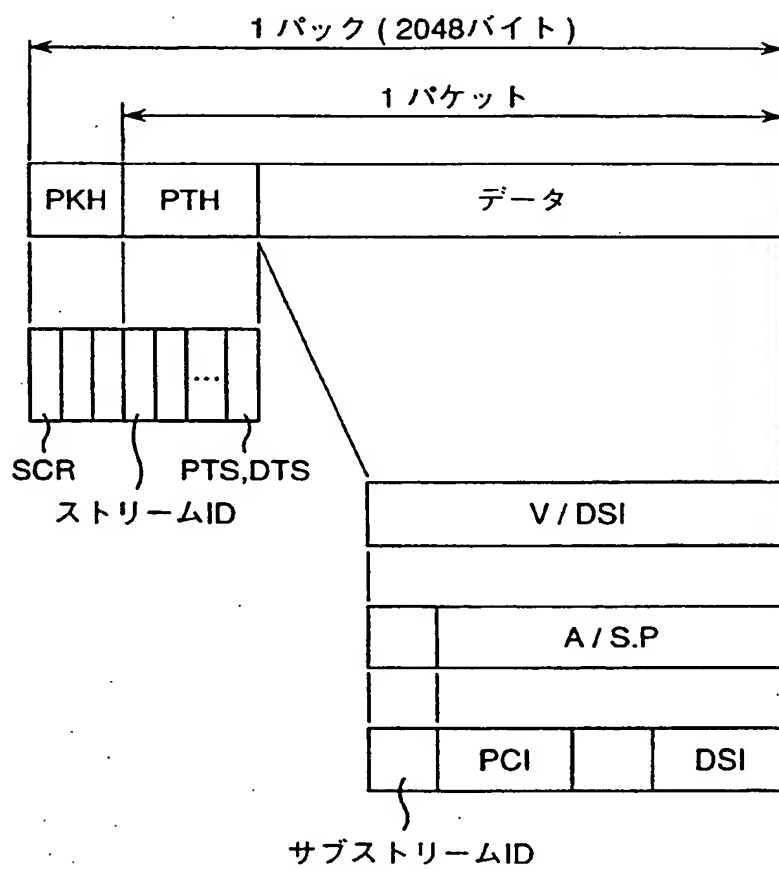 1 パック ( 2048バイト )
1 パケット
PKH PTH データ
...
SCR PTS,DTS
ストリームID
V / DSI
A / S.P
PCI DSI
サブストリームID